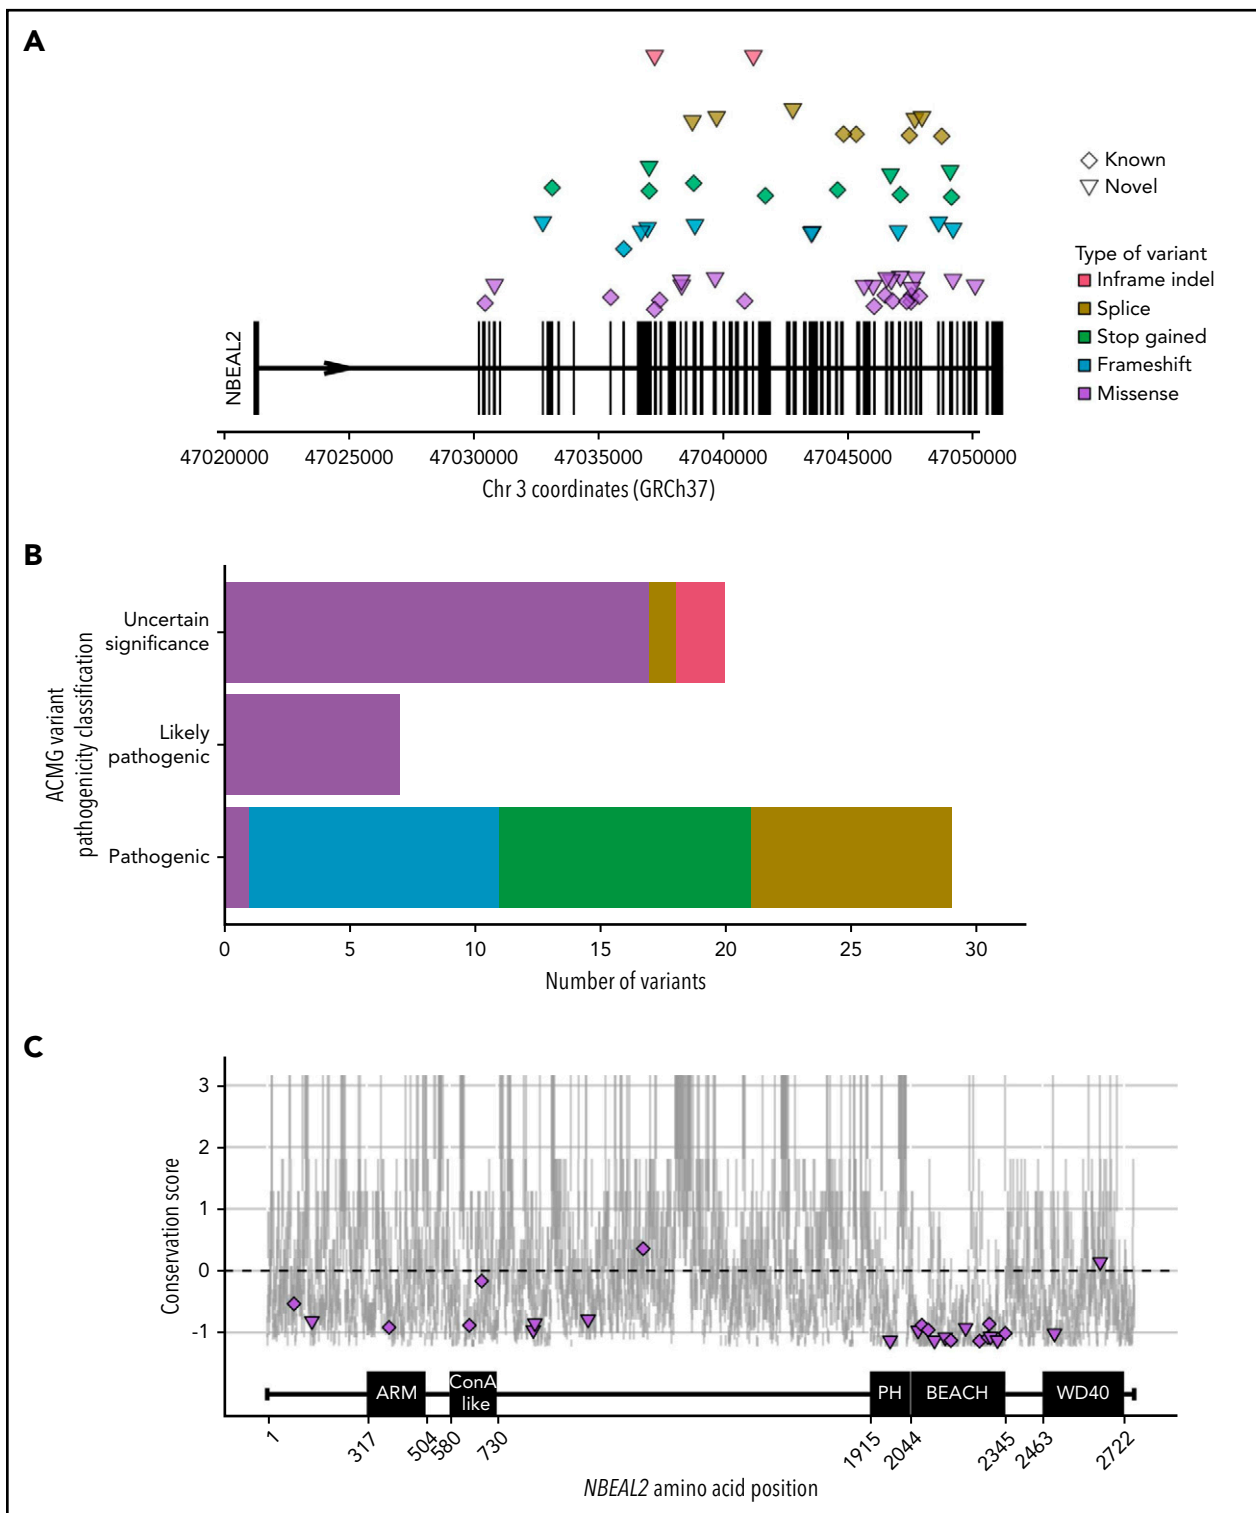 A
Known
Novel
Type of variant
Inframe indel
Splice
Stop gained
Frameshift
Missense
NBEAL2
47020000 47025000 47030000 47035000 47040000 47045000 47050000
Chr 3 coordinates (GRCh37)
B
ACMG variant
pathogenicity classification
Uncertain
significance
Likely
pathogenic
Pathogenic
0 5 10 15 20 25 30
Number of variants
C
Conservation score
3
2
1
0
-1
ARM ConA like PH BEACH WD40
1 317 504 580 730 1915 2044 2345 2463 2722
NBEAL2 amino acid position